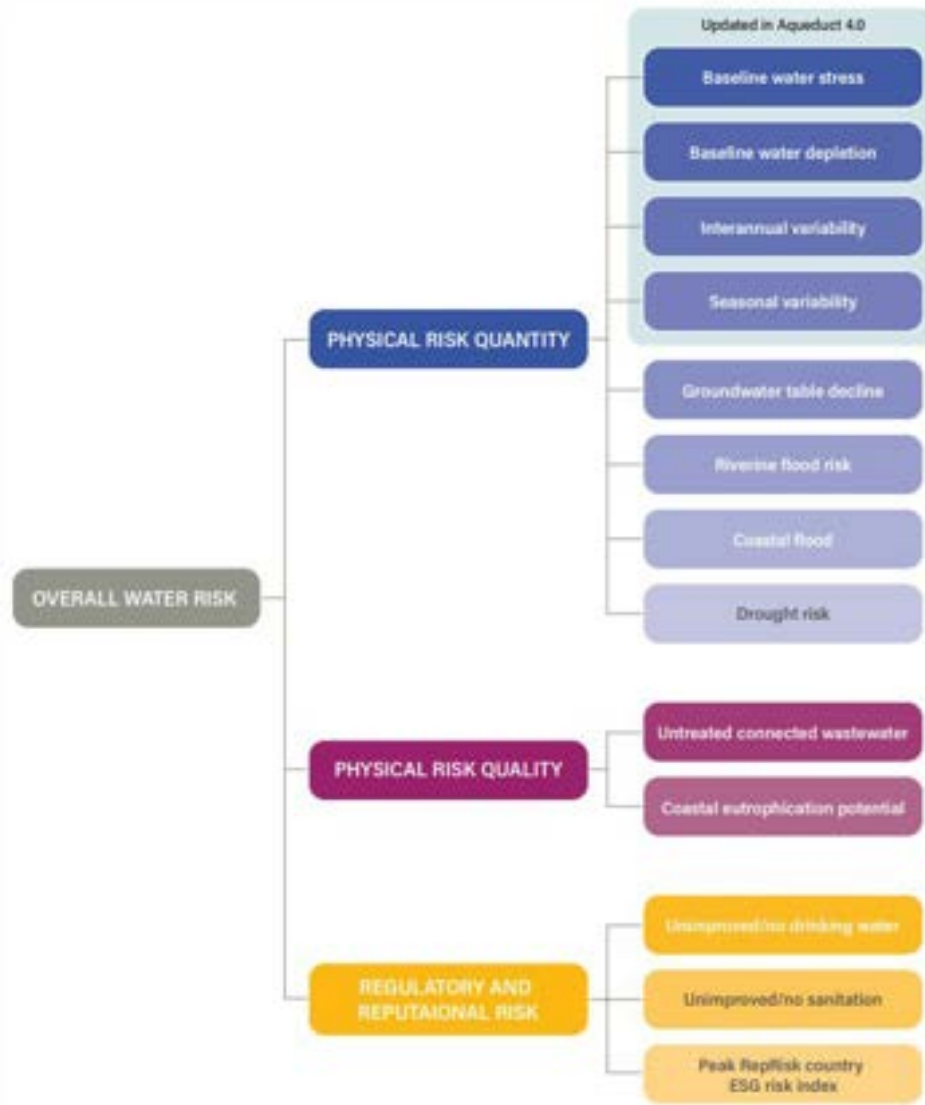 Updated in Aqueduct 4.0
Baseline water stress
Baseline water depletion
Interannual variability
Seasonal variability
PHYSICAL RISK QUANTITY
Groundwater table decline
Riverine flood risk
Coastal flood
Drought risk
OVERALL WATER RISK
Untreated connected wastewater
PHYSICAL RISK QUALITY
Coastal eutrophication potential
Unimproved/no drinking water
REGULATORY AND
REPUTAIONAL RISK
Unimproved/no sanitation
Peak RepRisk country
ESG risk index